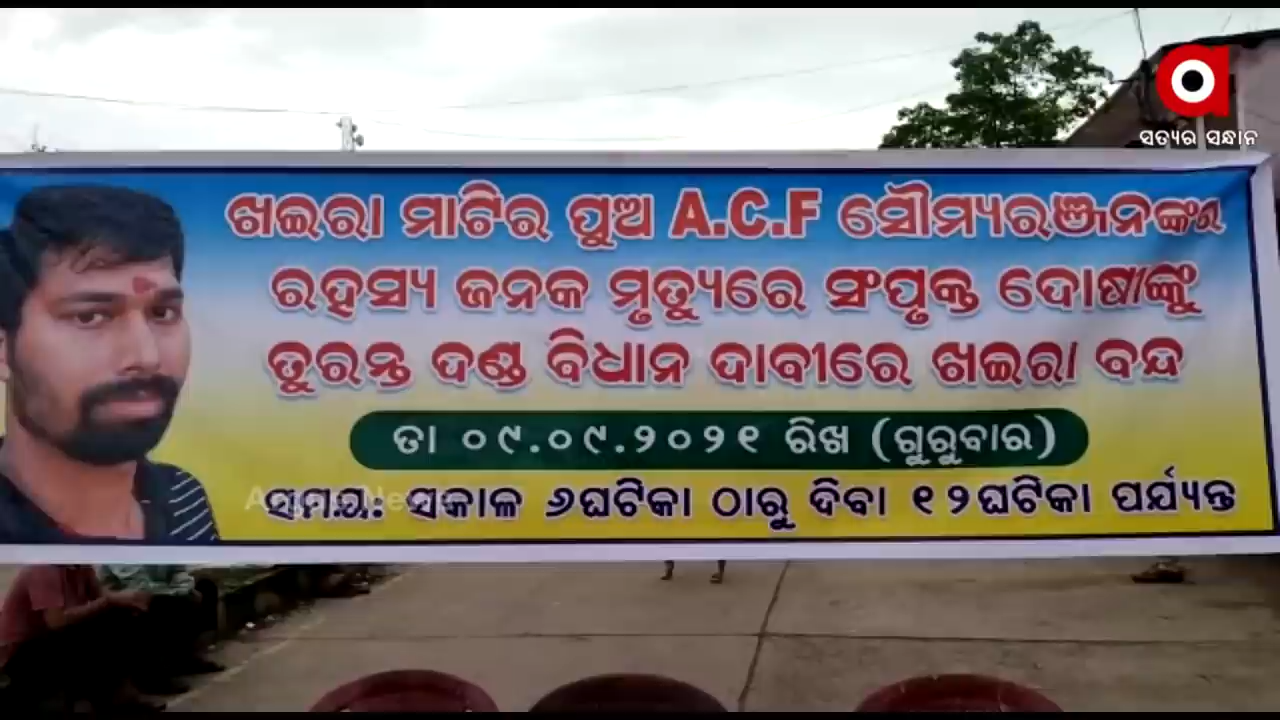 ସତ୍ୟର ସନ୍ଧାନ
ଖଇରା ମାଟିର ପୁଅ A.C.F ସୌମ୍ୟରଞ୍ଜନଙ୍କର
ରହସ୍ୟ ଜନକ ମୃତ୍ୟୁରେ ସଂପୃକ୍ତ ଦୋଷୀଙ୍କୁ
ତୁରନ୍ତ ଦଣ୍ଡ ବିଧାନ ଦାବୀରେ ଖଇରା ବନ୍ଦ
ତା ୦୯.୦୯.୨୦୨୧ ରିଖ (ଗୁରୁବାର)
ସମୟ: ସକାଳ ୬ଘଟିକା ଠାରୁ ଦିବା ୧୨ଘଟିକା ପର୍ଯ୍ୟନ୍ତ